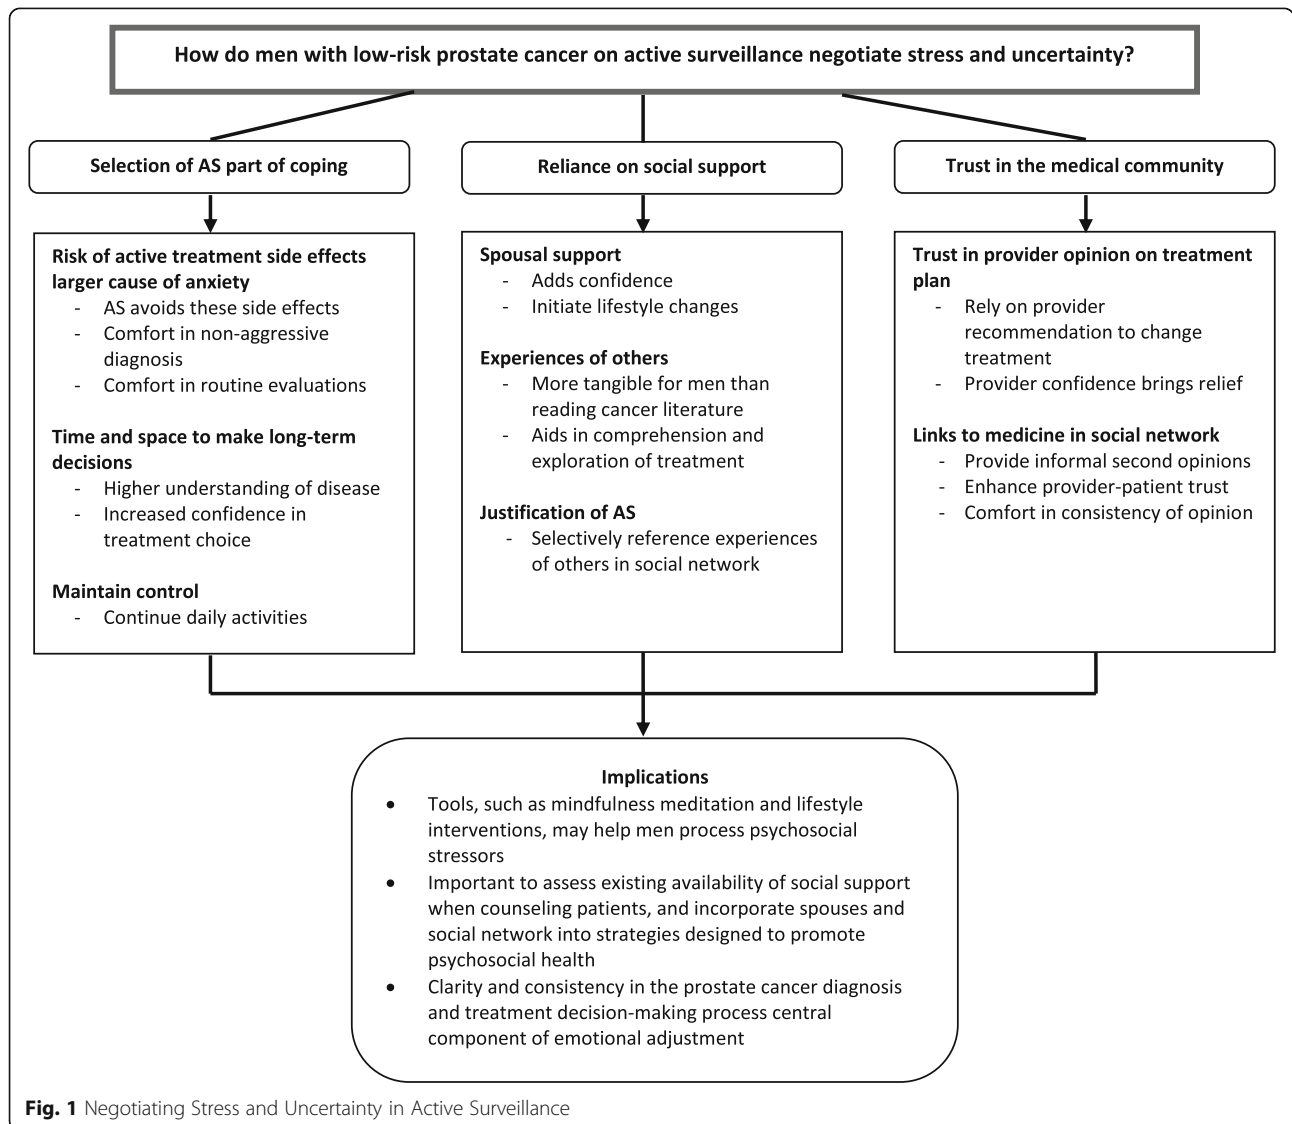 How do men with low-risk prostate cancer on active surveillance negotiate stress and uncertainty?
Selection of AS part of coping
Risk of active treatment side effects
larger cause of anxiety
- AS avoids these side effects
- Comfort in non-aggressive
diagnosis
- Comfort in routine evaluations
Time and space to make long-term
decisions
- Higher understanding of disease
- Increased confidence in
treatment choice
Maintain control
- Continue daily activities
Reliance on social support
Spousal support
- Adds confidence
- Initiate lifestyle changes
Experiences of others
- More tangible for men than
reading cancer literature
- Aids in comprehension and
exploration of treatment
Justification of AS
- Selectively reference experiences
of others in social network
Trust in the medical community
Trust in provider opinion on treatment
plan
- Rely on provider
recommendation to change
treatment
- Provider confidence brings relief
Links to medicine in social network
- Provide informal second opinions
- Enhance provider-patient trust
- Comfort in consistency of opinion
Implications
• Tools, such as mindfulness meditation and lifestyle
interventions, may help men process psychosocial
stressors
• Important to assess existing availability of social support
when counseling patients, and incorporate spouses and
social network into strategies designed to promote
psychosocial health
• Clarity and consistency in the prostate cancer diagnosis
and treatment decision-making process central
component of emotional adjustment
Fig. 1 Negotiating Stress and Uncertainty in Active Surveillance